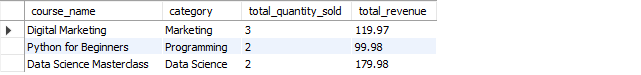 course_name category total_quantity_sold total_revenue
Digital Marketing Marketing 3 119.97
Python for Beginners Programming 2 99.98
Data Science Masterclass Data Science 2 179.98